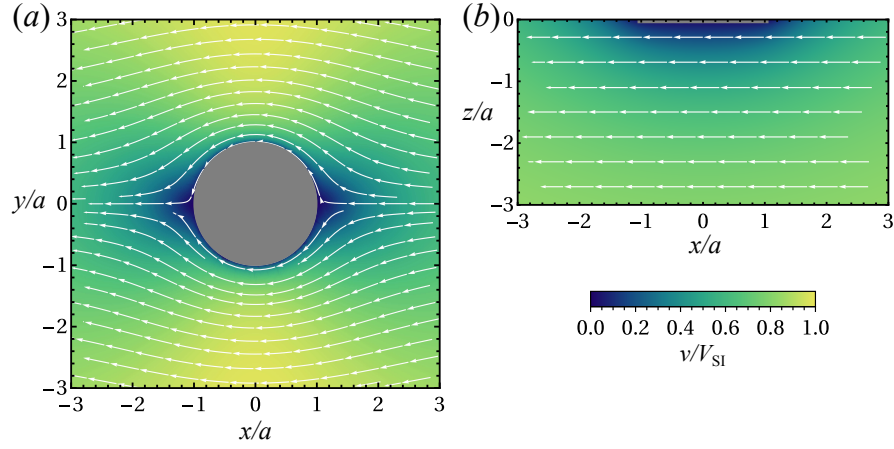 (a)
3
2
1
y/a 0
−1
−2
−3
−3 −2 −1 0 1 2 3
x/a
(b)
0
−1
z/a
−2
−3
−3 −2 −1 0 1 2 3
x/a
0.0 0.2 0.4 0.6 0.8 1.0
v/V_SI